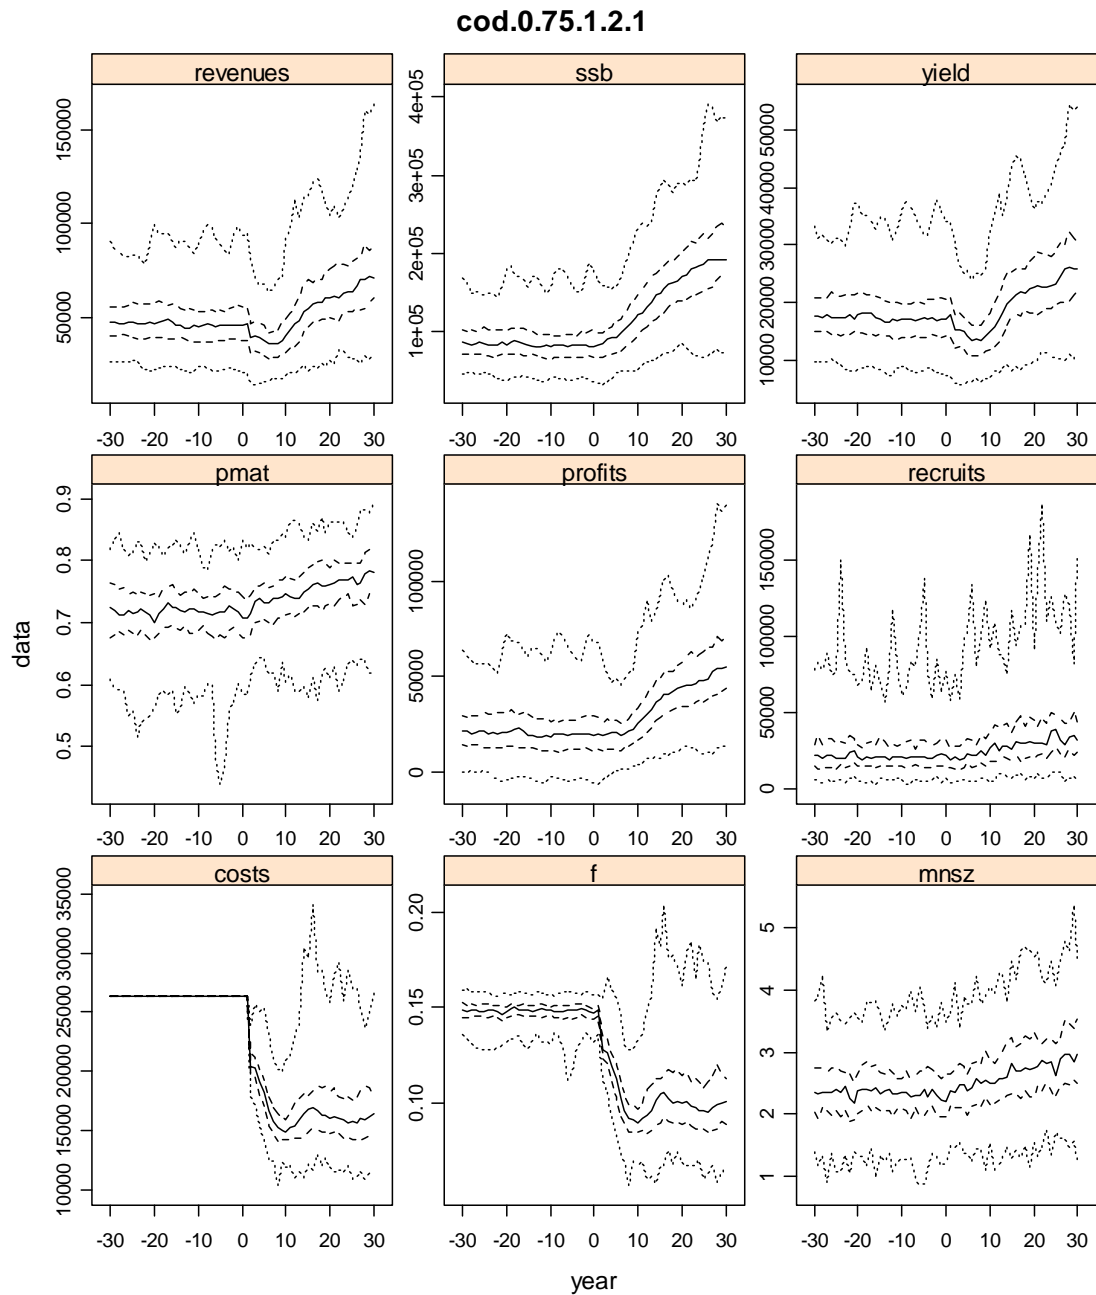 cod.0.75.1.2.1
revenues ssb yield
50000 100000 150000
1e+05 2e+05 3e+05 4e+05
10000 20000 30000 40000 50000
-30 -20 -10 0 10 20 30 -30 -20 -10 0 10 20 30 -30 -20 -10 0 10 20 30
pmat profits recruits
0.5 0.6 0.7 0.8 0.9
0 50000 100000
0 50000 100000 150000
data
-30 -20 -10 0 10 20 30 -30 -20 -10 0 10 20 30 -30 -20 -10 0 10 20 30
costs f mnsz
10000 15000 20000 25000 30000 35000
0.10 0.15 0.20
1 2 3 4 5
-30 -20 -10 0 10 20 30 -30 -20 -10 0 10 20 30 -30 -20 -10 0 10 20 30
year